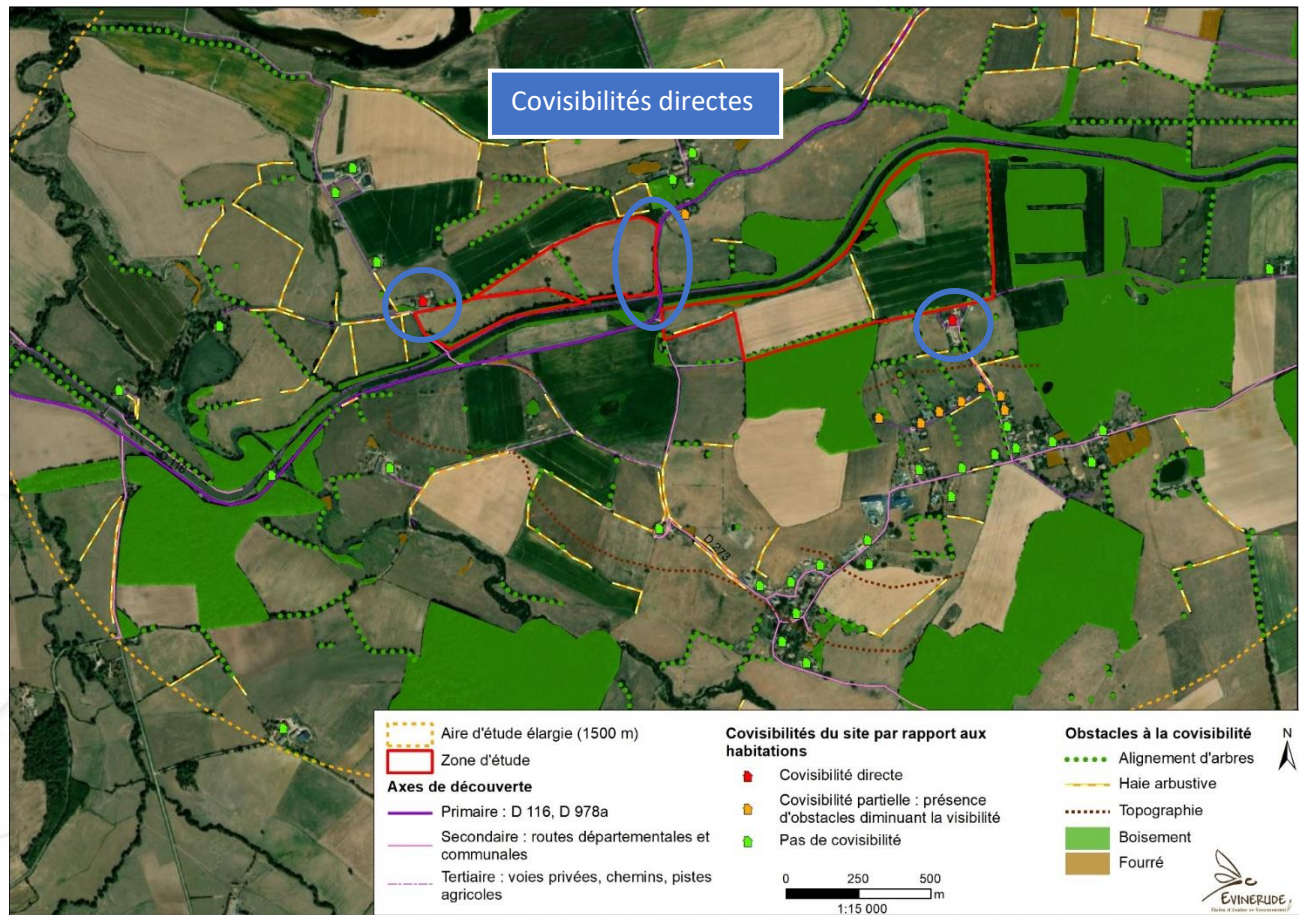 Covisibilités directes
D 116
D 273
Aire d'étude élargie (1500 m)
Zone d'étude
Axes de découverte
Primaire : D 116, D 978a
Secondaire : routes départementales et
communales
Tertiaire : voies privées, chemins, pistes
agricoles
Covisibilités du site par rapport aux
habitations
Covisibilité directe
Covisibilité partielle : présence
d'obstacles diminuant la visibilité
Pas de covisibilité
0 250 500
m
1:15 000
Obstacles à la covisibilité
Alignement d'arbres
Haie arbustive
Topographie
Boisement
Fourré
N
EVINERUDE